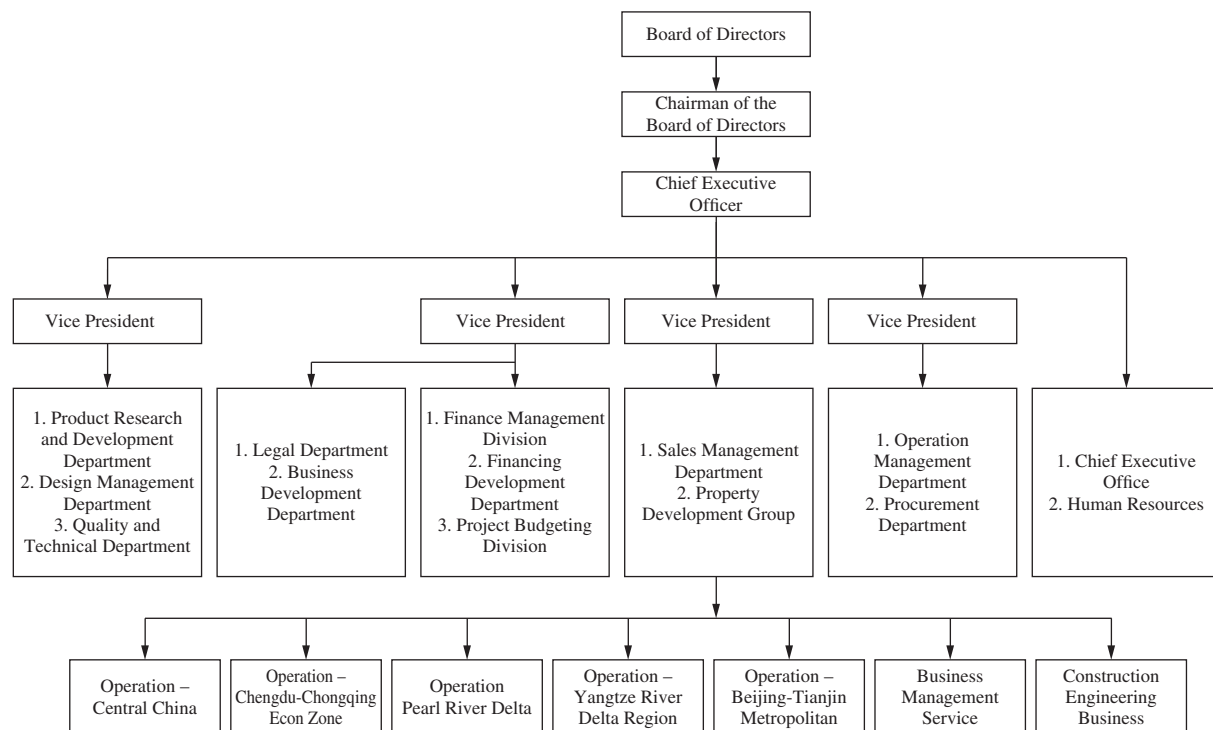 Board of Directors
Chairman of the
Board of Directors
Chief Executive
Officer
Vice President
Vice President
Vice President
Vice President
1. Product Research
and Development
Department
2. Design Management
Department
3. Quality and
Technical Department
1. Legal Department
2. Business
Development
Department
1. Finance Management
Division
2. Financing
Development
Department
3. Project Budgeting
Division
1. Sales Management
Department
2. Property
Development Group
1. Operation
Management
Department
2. Procurement
Department
1. Chief Executive
Office
2. Human Resources
Operation –
Central China
Operation –
Chengdu-Chongqing
Econ Zone
Operation
Pearl River Delta
Operation –
Yangtze River
Delta Region
Operation –
Beijing-Tianjin
Metropolitan
Business
Management
Service
Construction
Engineering
Business